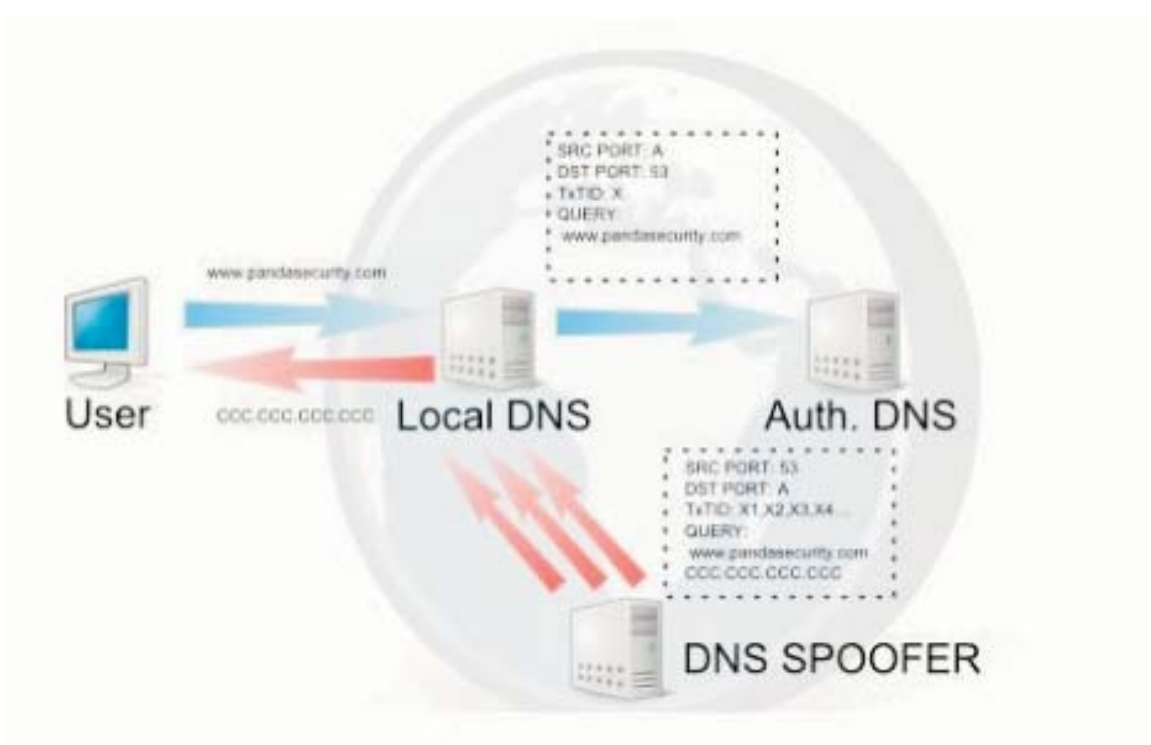 SRC PORT: A
DST PORT: 53
TxTID: X
QUERY:
www.pandasecurity.com
www.pandasecurity.com
User
CCC.CCC.CCC.CCC
Local DNS
Auth. DNS
SRC PORT: 53
DST PORT: A
TxTID: X1,X2,X3,X4...
QUERY:
www.pandasecurity.com
CCC.CCC.CCC.CCC
DNS SPOOFER